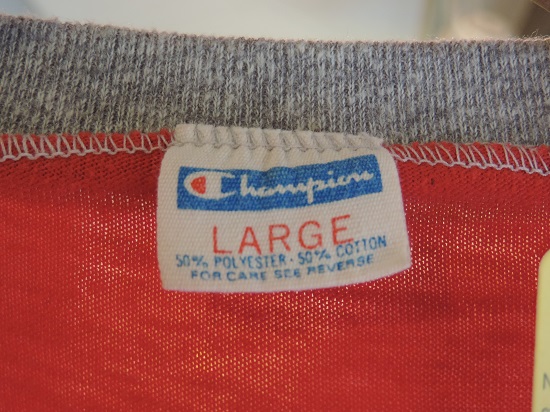 Champion
LARGE
50% POLYESTER · 50% COTTON
FOR CARE SEE REVERSE